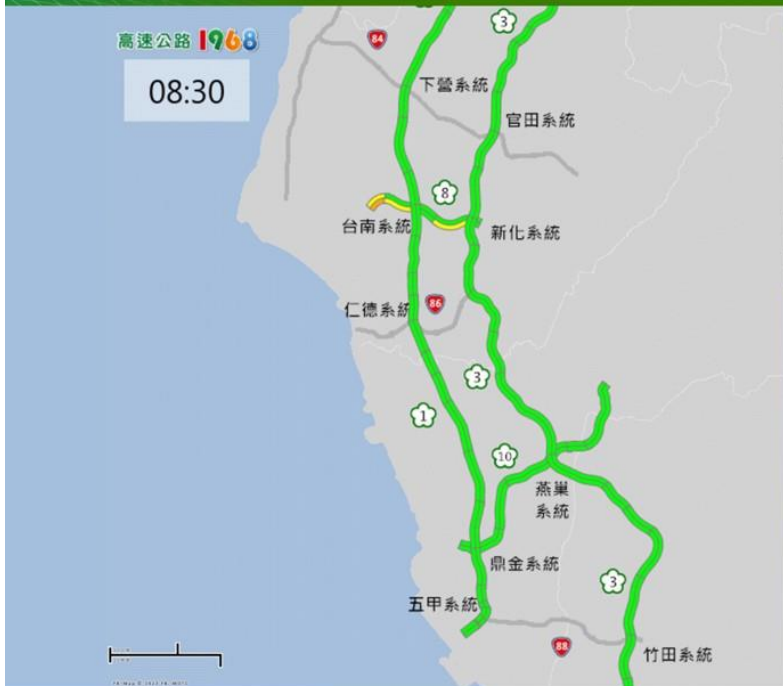 3
高速公路 1968
84
08:30
下營系統
官田系統
8
台南系統
新化系統
仁德系統
86
3
1
10
燕巢
系統
鼎金系統
3
五甲系統
88
竹田系統